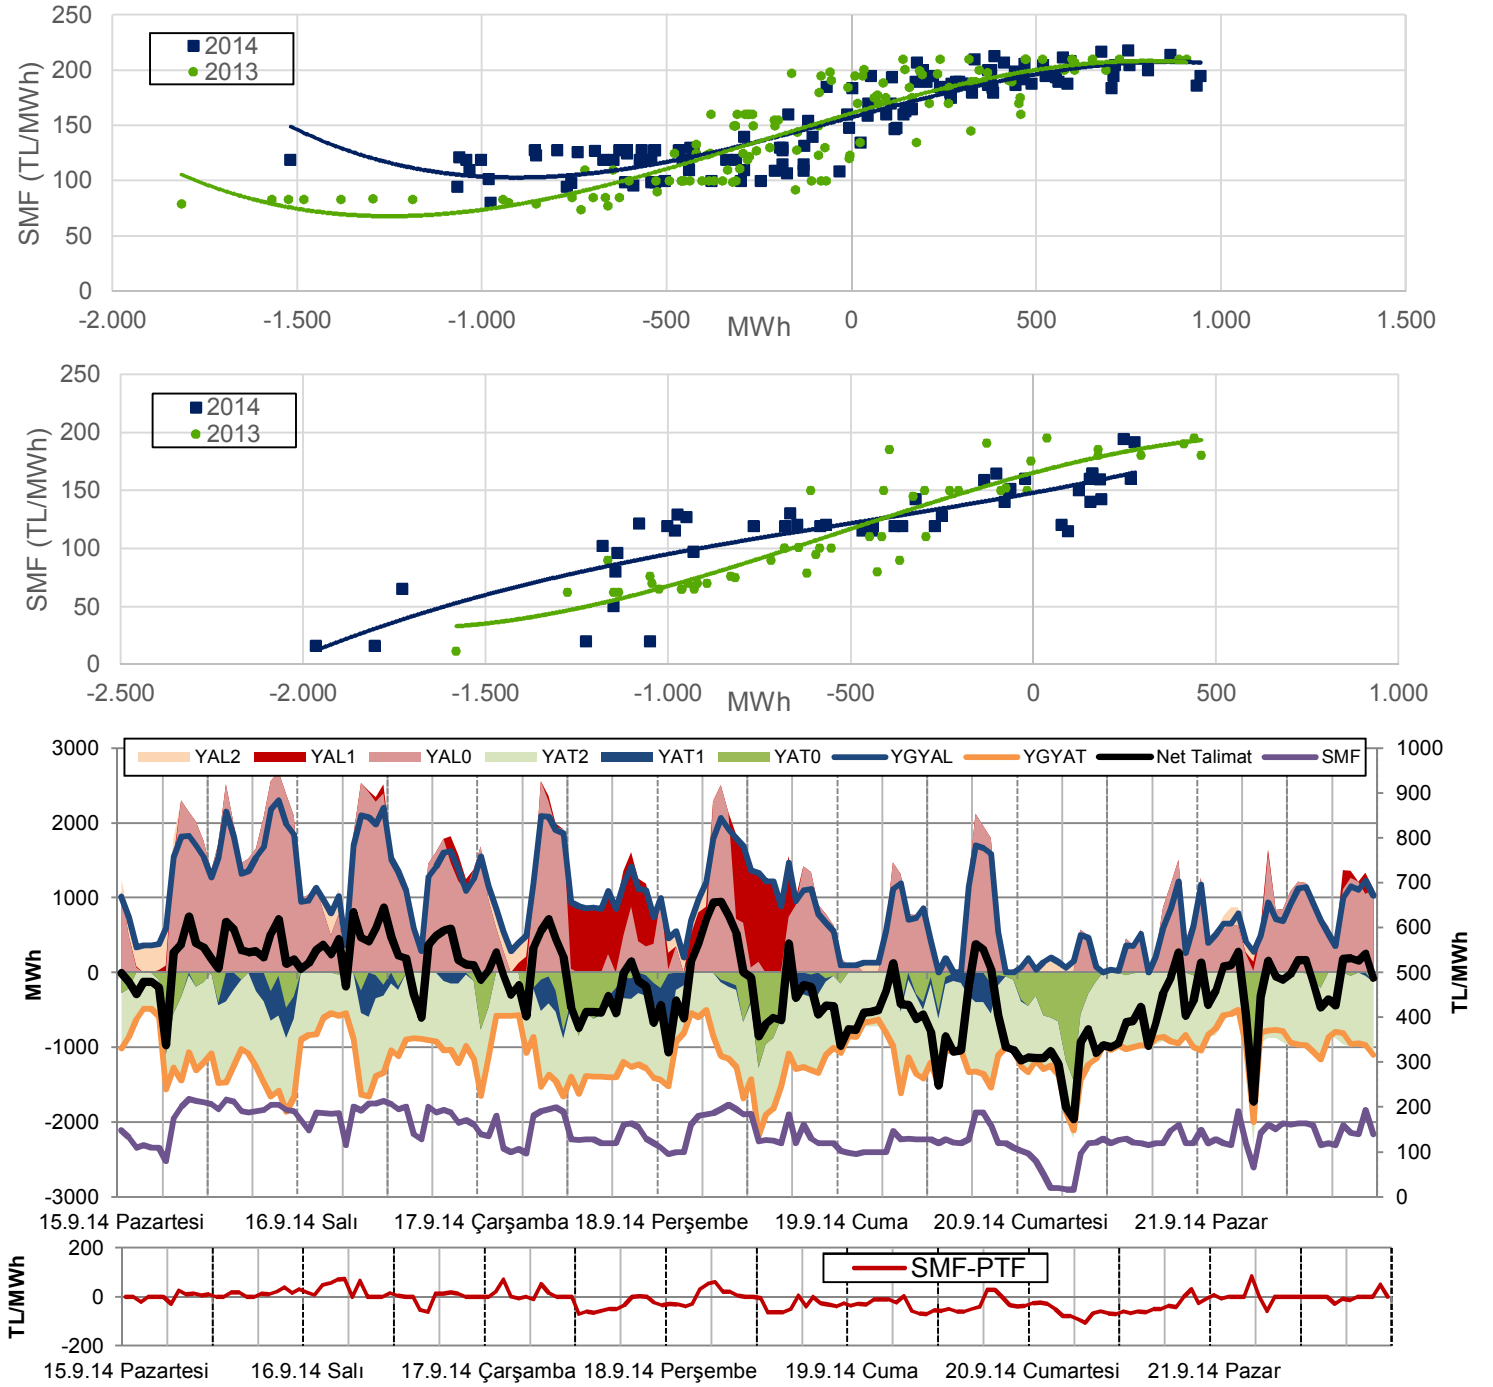 250
200
150
100
50
0
SMF (TL/MWh)
2014
2013
-2.000 -1.500 -1.000 -500 0 500 1.000 1.500
MWh
250
200
150
100
50
0
SMF (TL/MWh)
2014
2013
-2.500 -2.000 -1.500 -1.000 -500 0 500 1.000
MWh
YAL2 YAL1 YAL0 YAT2 YAT1 YAT0 YGYAL YGYAT Net Talimat SMF
3000
2000
1000
0
-1000
-2000
-3000
MWh
1000
900
800
700
600
500
400
300
200
100
0
TL/MWh
15.9.14 Pazartesi 16.9.14 Salı 17.9.14 Çarşamba 18.9.14 Perşembe 19.9.14 Cuma 20.9.14 Cumartesi 21.9.14 Pazar
200
0
-200
TL/MWh
SMF-PTF
15.9.14 Pazartesi 16.9.14 Salı 17.9.14 Çarşamba 18.9.14 Perşembe 19.9.14 Cuma 20.9.14 Cumartesi 21.9.14 Pazar